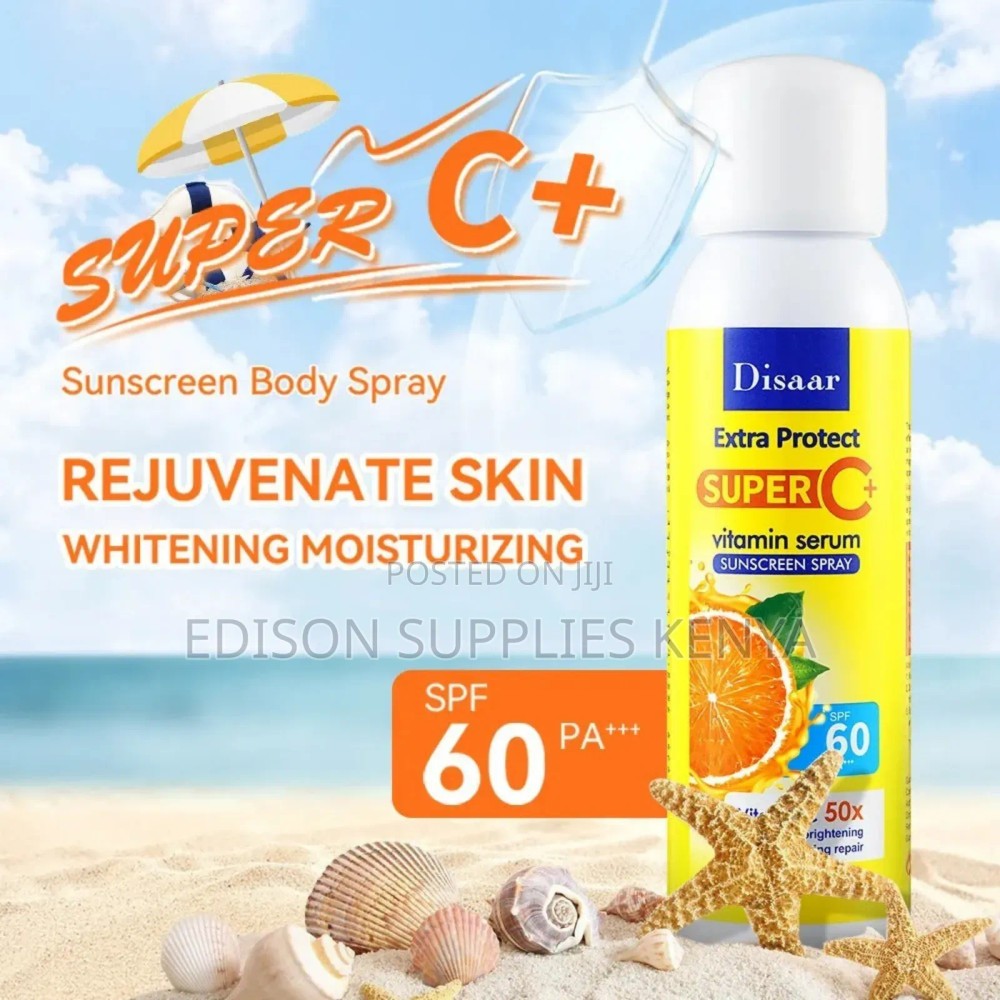 SUPER C+
Sunscreen Body Spray
REJUVENATE SKIN
WHITENING MOISTURIZING
POSTED ON JIJI
EDISON SUPPLIES KENYA
SPF
60 PA+++
Disaar
Extra Protect
SUPER C+
vitamin serum
SUNSCREEN SPRAY
SPF
60
50x
repair